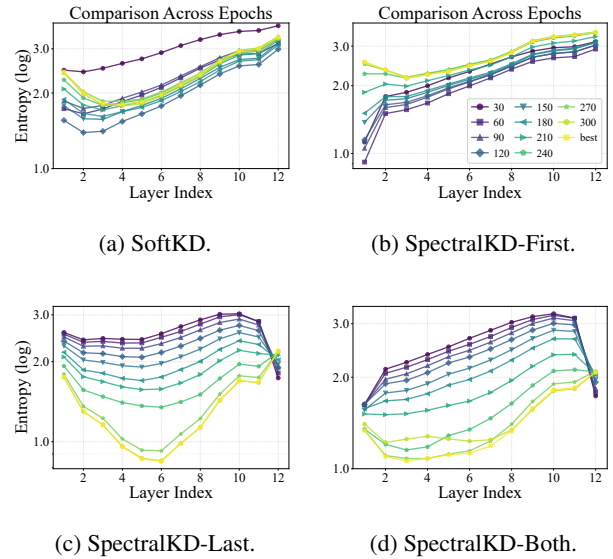 Comparison Across Epochs
Entropy (log)
3.0
2.0
1.0
2 4 6 8 10 12
Layer Index
(a) SoftKD.
Comparison Across Epochs
Entropy (log)
3.0
2.0
1.0
30 150 270
60 180 300
90 210 best
120 240
2 4 6 8 10 12
Layer Index
(b) SpectralKD-First.
Entropy (log)
3.0
2.0
1.0
2 4 6 8 10 12
Layer Index
(c) SpectralKD-Last.
Entropy (log)
3.0
2.0
1.0
2 4 6 8 10 12
Layer Index
(d) SpectralKD-Both.